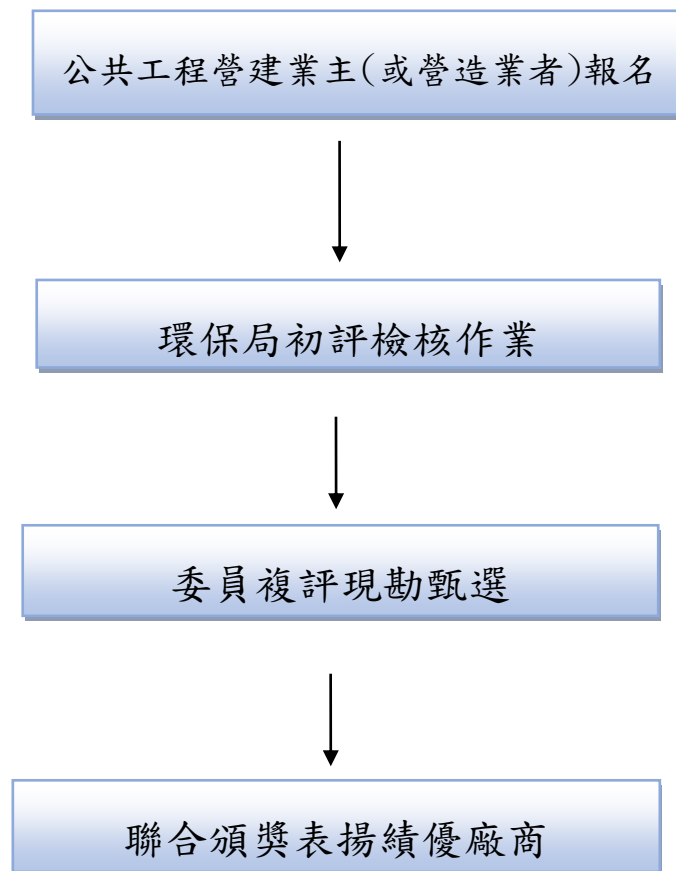 公共工程營建業主(或營造業者)報名
環保局初評檢核作業
委員複評現勘甄選
聯合頒獎表揚績優廠商